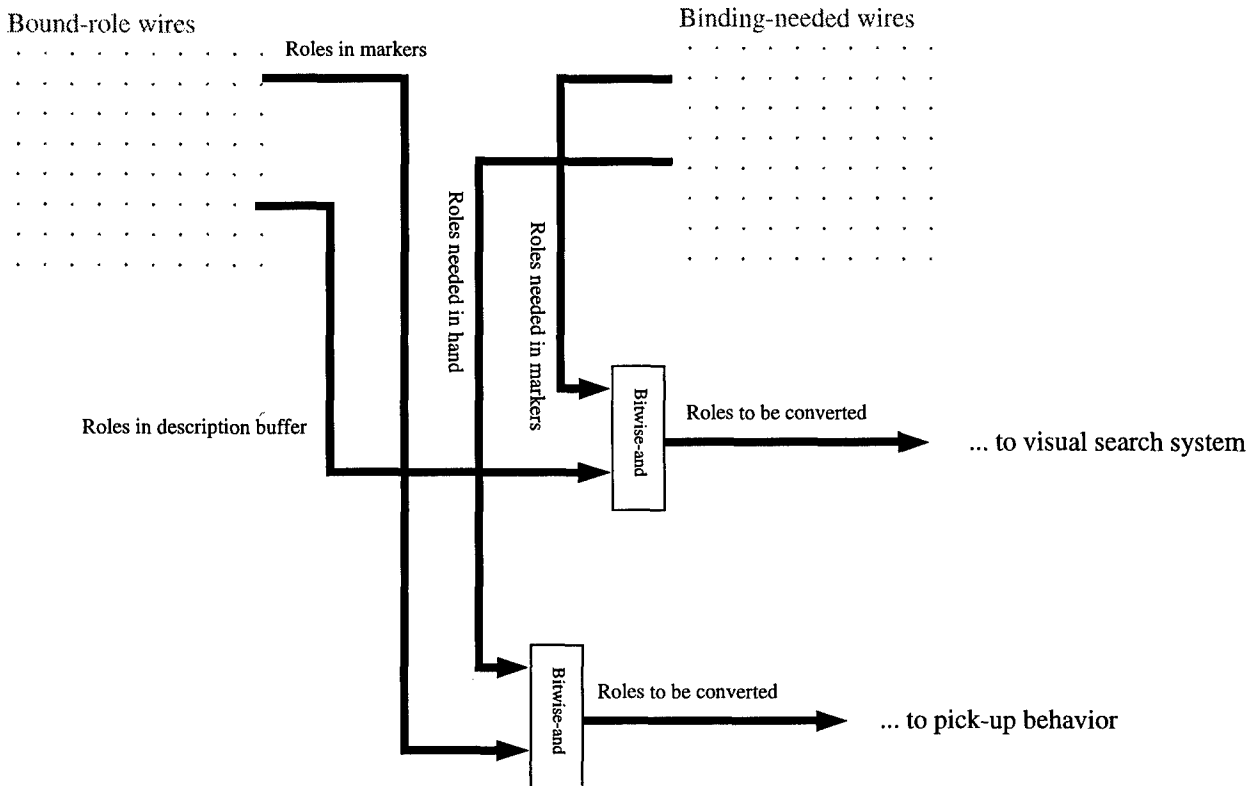 Bound-role wires
Binding-needed wires
Roles in markers
Roles needed in hand
Roles needed in markers
Roles in description buffer
Bitwise-and
Roles to be converted
... to visual search system
Bitwise-and
Roles to be converted
... to pick-up behavior